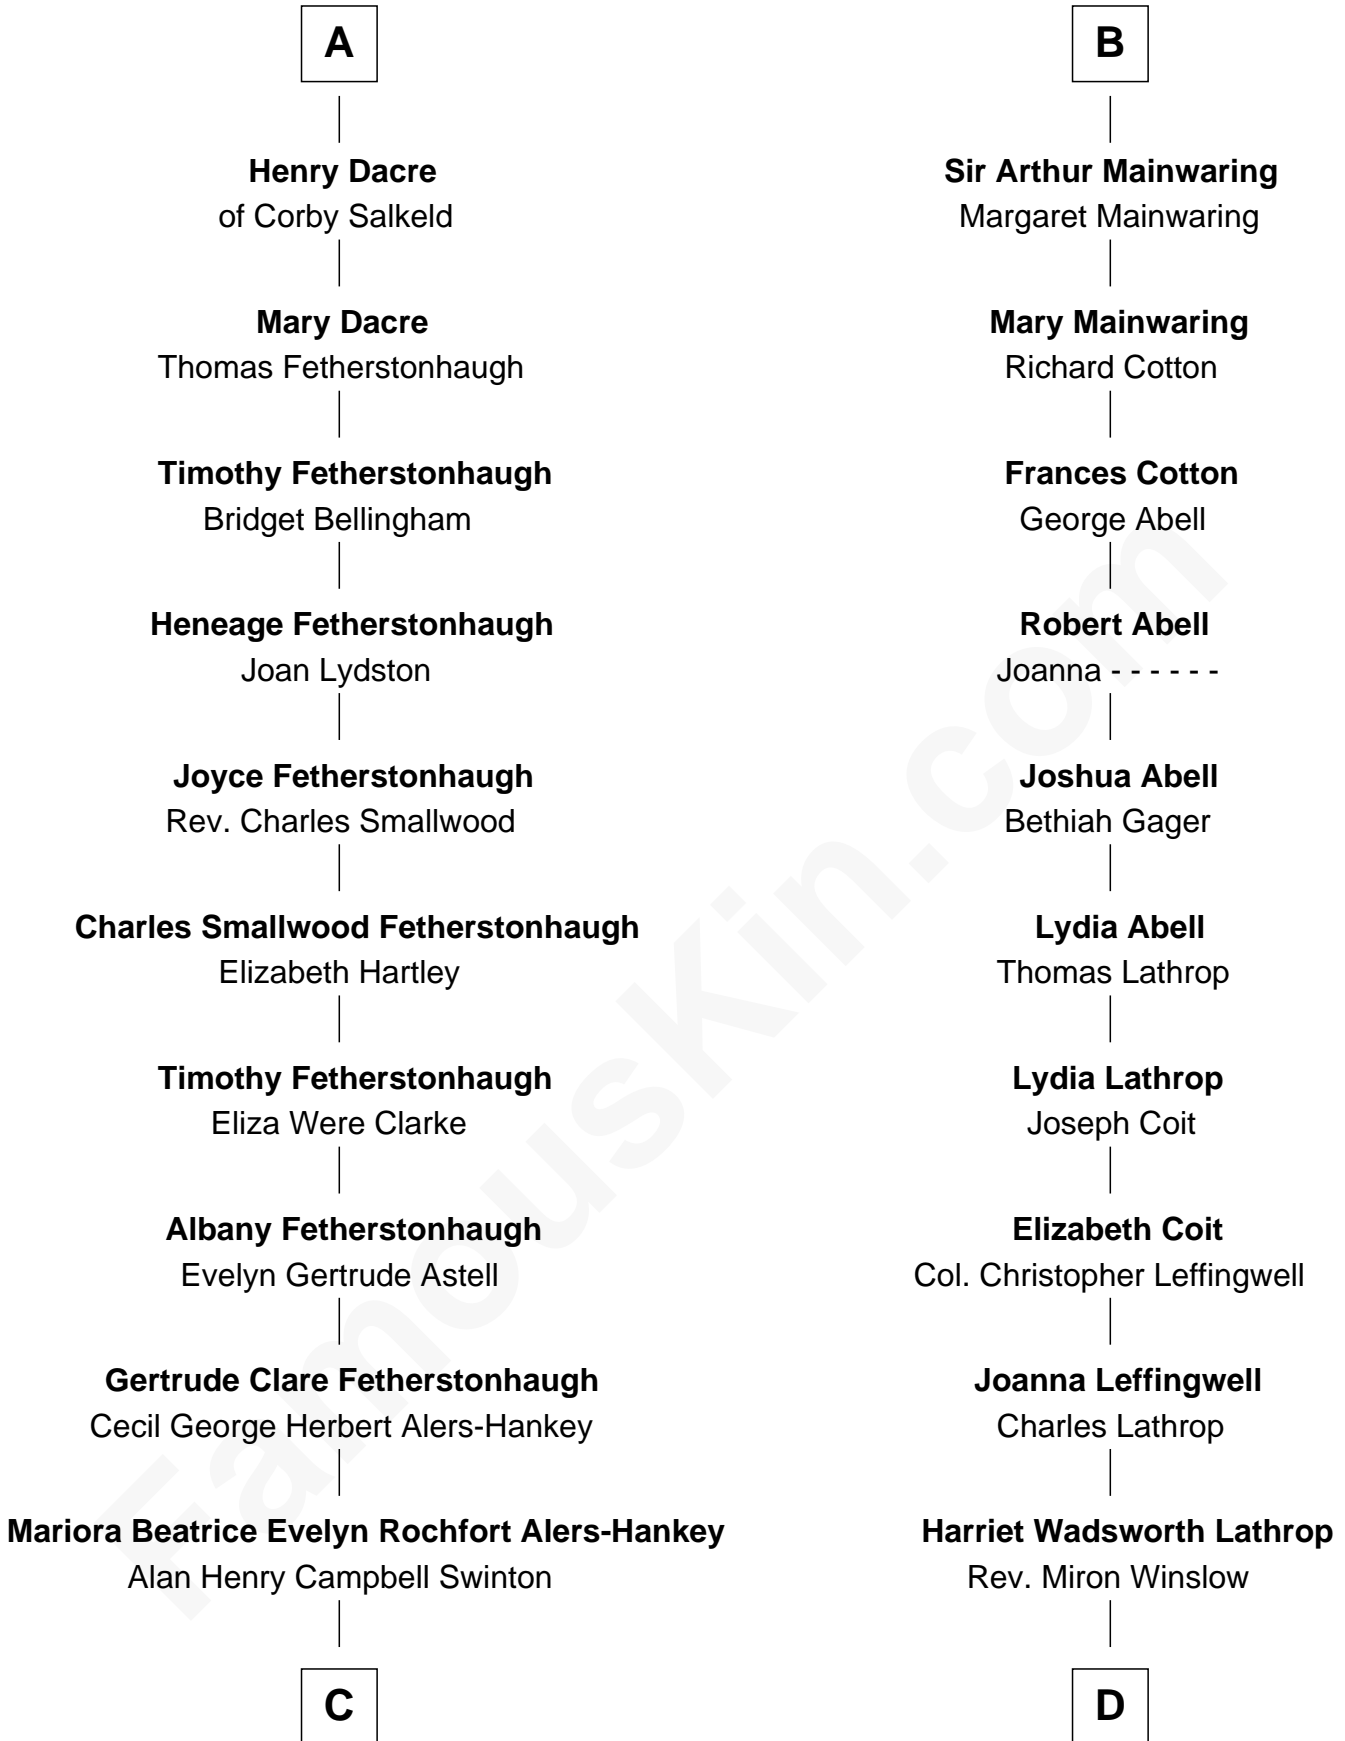 A
Henry Dacre
of Corby Salkeld
Mary Dacre
Thomas Fetherstonhaugh
Timothy Fetherstonhaugh
Bridget Bellingham
Heneage Fetherstonhaugh
Joan Lydston
Joyce Fetherstonhaugh
Rev. Charles Smallwood
Charles Smallwood Fetherstonhaugh
Elizabeth Hartley
Timothy Fetherstonhaugh
Eliza Were Clarke
Albany Fetherstonhaugh
Evelyn Gertrude Astell
Gertrude Clare Fetherstonhaugh
Cecil George Herbert Alers-Hankey
Mariora Beatrice Evelyn Rochfort Alers-Hankey
Alan Henry Campbell Swinton
C
B
Sir Arthur Mainwaring
Margaret Mainwaring
Mary Mainwaring
Richard Cotton
Frances Cotton
George Abell
Robert Abell
Joanna - - - - - -
Joshua Abell
Bethiah Gager
Lydia Abell
Thomas Lathrop
Lydia Lathrop
Joseph Coit
Elizabeth Coit
Col. Christopher Leffingwell
Joanna Leffingwell
Charles Lathrop
Harriet Wadsworth Lathrop
Rev. Miron Winslow
D
FamousKin.com